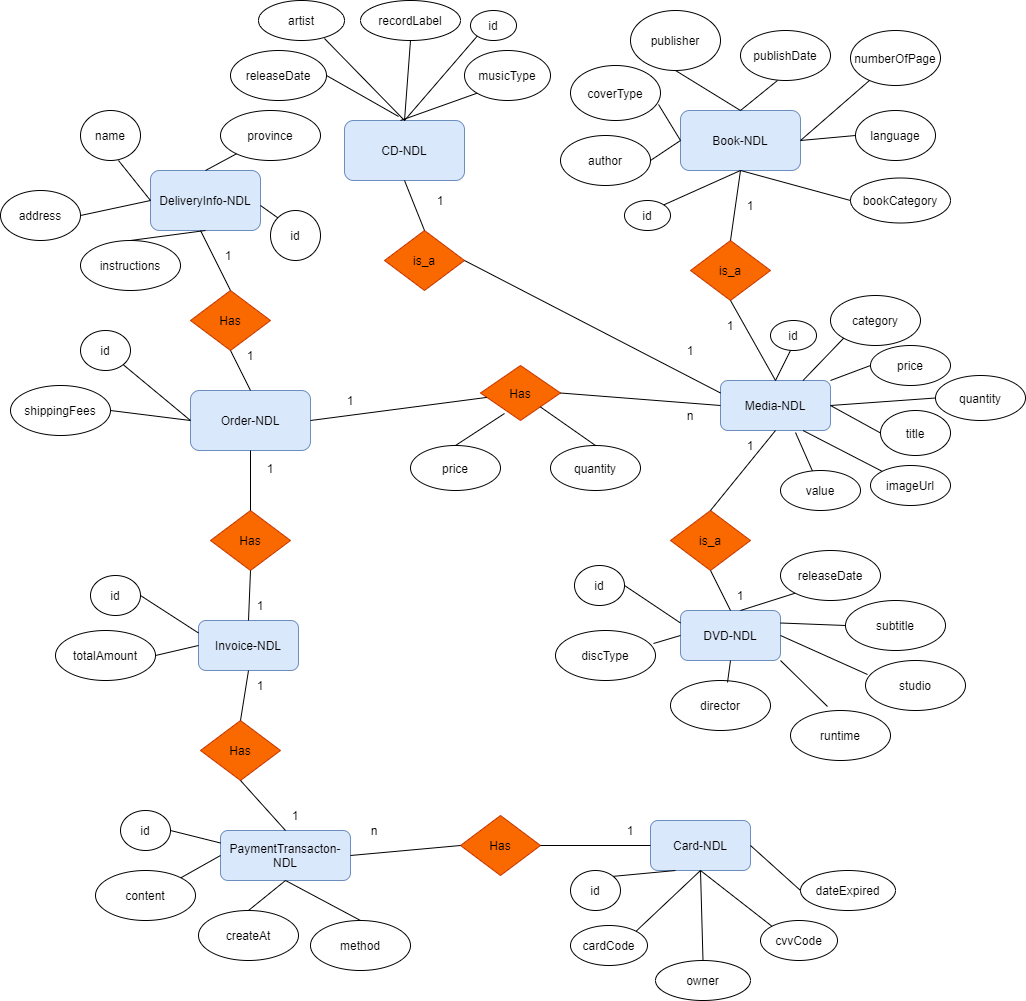 artist
recordLabel
id
releaseDate
musicType
CD-NDL
publisher
publishDate
numberOfPage
coverType
language
author
Book-NDL
id
bookCategory
name
province
DeliveryInfo-NDL
address
id
instructions
1
1
1
is_a
is_a
Has
1
1
1
id
category
id
price
shippingFees
quantity
Order-NDL
1
Has
n
Media-NDL
title
price
quantity
value
imageUrl
1
1
Has
is_a
1
1
id
id
releaseDate
subtitle
totalAmount
Invoice-NDL
discType
DVD-NDL
studio
director
runtime
1
Has
1
id
PaymentTransacton-
NDL
n
Has
1
Card-NDL
content
createAt
method
id
dateExpired
cardCode
cvvCode
owner